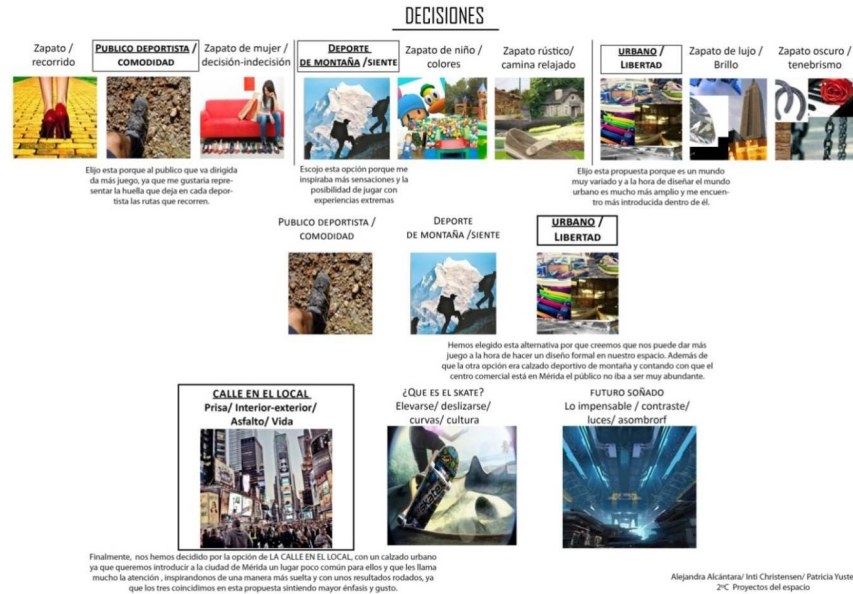 DECISIONES
Zapato /
recorrido
PUBLICO DEPORTISTA /
COMODIDAD
Zapato de mujer /
decisión-indecisión
DEPORTE
DE MONTAÑA /SIENTE
Zapato de niño /
colores
Zapato rústico/
camina relajado
URBANO /
LIBERTAD
Zapato de lujo /
Brillo
Zapato oscuro /
tenebrismo
Elijo esta porque al publico que va dirigida
da más juego, ya que me gustaria repre-
sentar la huella que deja en cada depor-
tista las rutas que recorren.
Escojo esta opción porque me
inspiraba más sensaciones y la
posibilidad de jugar con
experiencias extremas
Elijo esta propuesta porque es un mundo
muy variado y a la hora de diseñar el mundo
urbano es mucho más amplio y me encuen-
tro más introducida dentro de él.
PUBLICO DEPORTISTA /
COMODIDAD
DEPORTE
DE MONTAÑA /SIENTE
URBANO /
LIBERTAD
Hemos elegido esta alternativa por que creemos que nos puede dar más
juego a la hora de hacer un diseño formal en nuestro espacio. Además de
que la otra opción era calzado deportivo de montaña y contando con que el
centro comercial está en Mérida el público no iba a ser muy abundante.
CALLE EN EL LOCAL
Prisa/ Interior-exterior/
Asfalto/ Vida
¿QUE ES EL SKATE?
Elevarse/ deslizarse/
curvas/ cultura
FUTURO SOÑADO
Lo impensable / contraste/
luces/ asombrorf
Finalmente, nos hemos decidido por la opción de LA CALLE EN EL LOCAL, con un calzado urbano
ya que queremos introducir a la ciudad de Mérida un lugar poco común para ellos y que les llama
mucho la atención , inspirandonos de una manera más suelta y con unos resultados rodados, ya
que los tres coincidimos en esta propuesta sintiendo mayor énfasis y gusto.
Alejandra Alcántara/ Inti Christensen/ Patricia Yuste
2ºC Proyectos del espacio